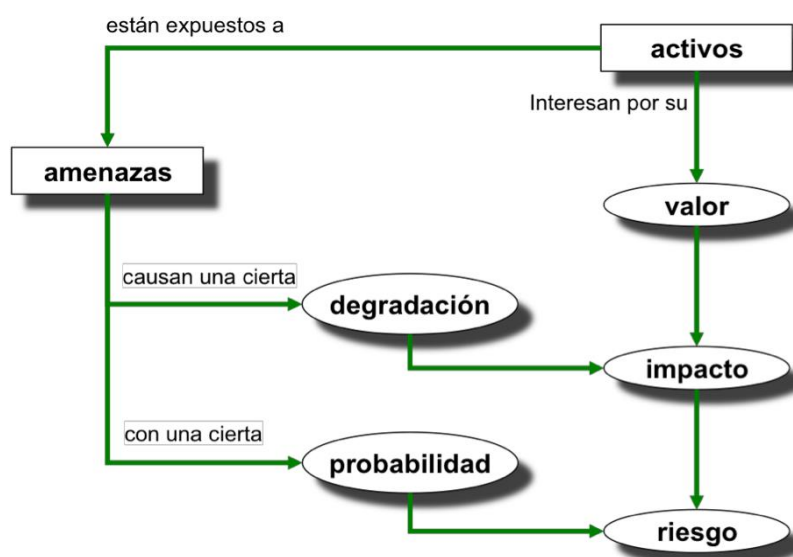 están expuestos a
activos
Interesan por su
amenazas
valor
causan una cierta
degradación
impacto
con una cierta
probabilidad
riesgo